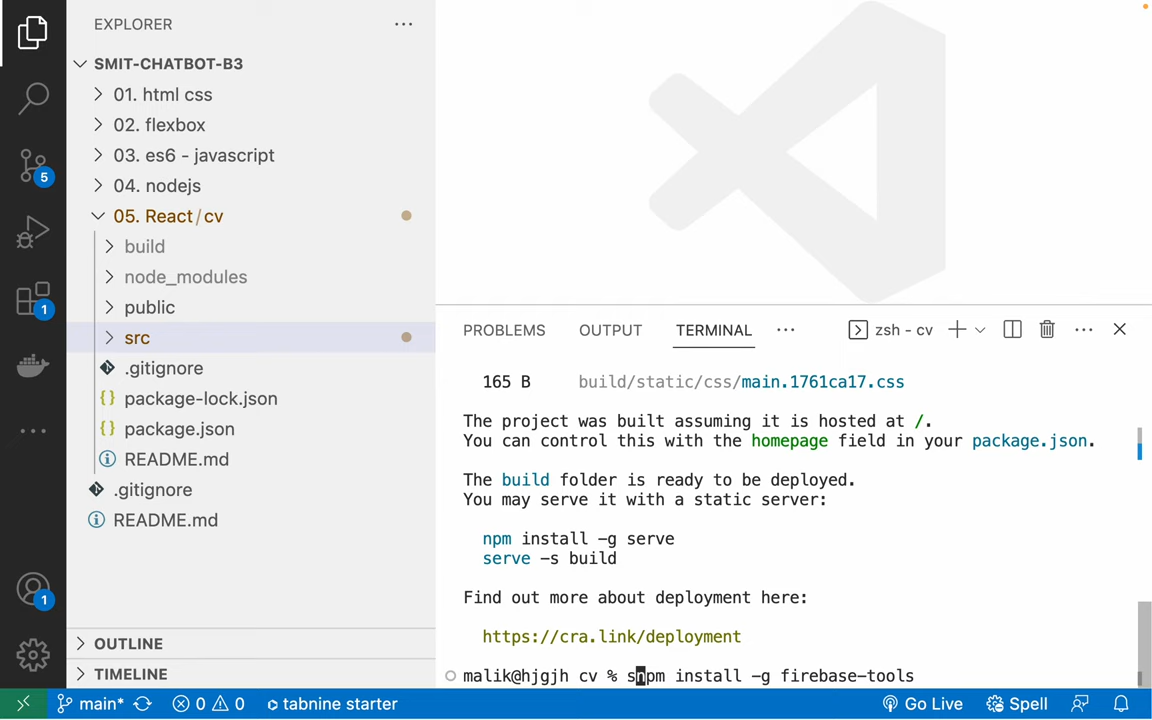 EXPLORER
SMIT-CHATBOT-B3
01. html css
02. flexbox
03. es6 - javascript
04. nodejs
05. React/cv
build
node_modules
public
src
.gitignore
package-lock.json
package.json
README.md
.gitignore
README.md
OUTLINE
TIMELINE
5
1
1
PROBLEMS OUTPUT TERMINAL zsh - cv
165 B build/static/css/main.1761ca17.css
The project was built assuming it is hosted at /.
You can control this with the homepage field in your package.json.
The build folder is ready to be deployed.
You may serve it with a static server:
npm install -g serve
serve -s build
Find out more about deployment here:
https://cra.link/deployment
malik@hjgjh cv % snpm install -g firebase-tools
main* 0 0 tabnine starter Go Live Spell